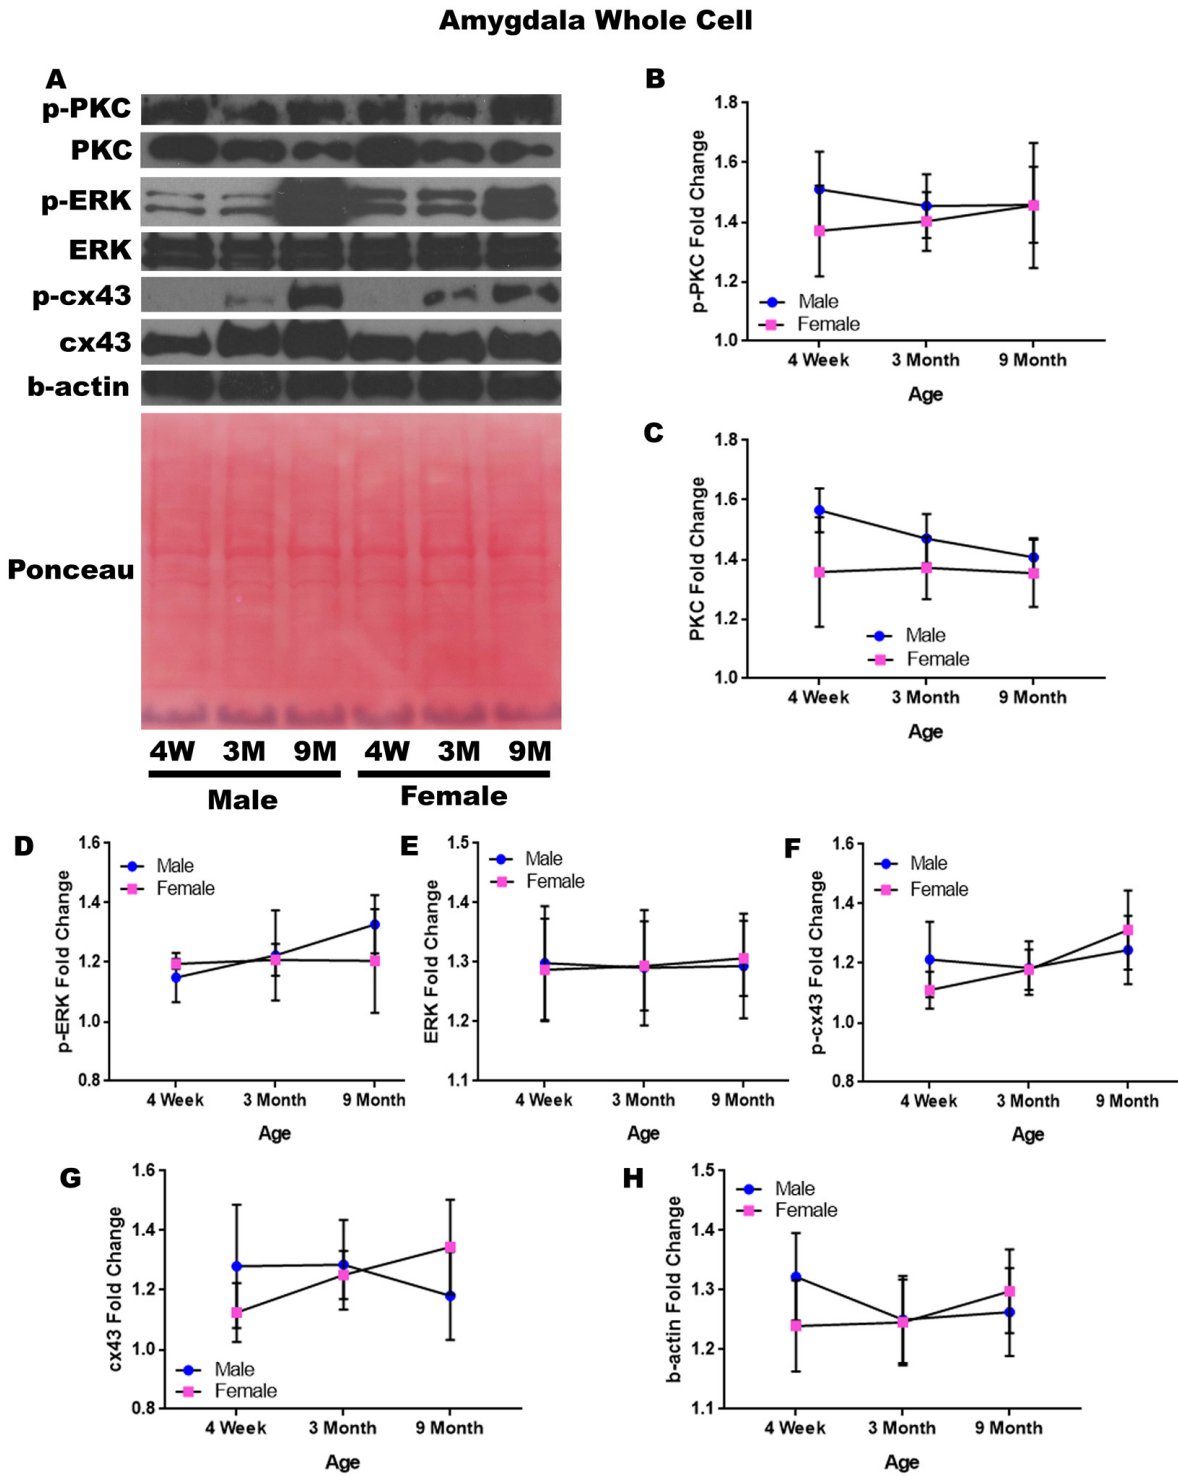 Amygdala Whole Cell
A
p-PKC
PKC
p-ERK
ERK
p-cx43
cx43
b-actin
Ponceau
4W 3M 9M 4W 3M 9M
Male Female
B
p-PKC Fold Change
1.8
1.6
1.4
1.2
1.0
Male
Female
4 Week 3 Month 9 Month
Age
C
PKC Fold Change
1.8
1.6
1.4
1.2
1.0
Male
Female
4 Week 3 Month 9 Month
Age
D
p-ERK Fold Change
1.6
1.4
1.2
1.0
0.8
Male
Female
4 Week 3 Month 9 Month
Age
E
ERK Fold Change
1.5
1.4
1.3
1.2
1.1
Male
Female
4 Week 3 Month 9 Month
Age
F
p-cx43 Fold Change
1.6
1.4
1.2
1.0
0.8
Male
Female
4 Week 3 Month 9 Month
Age
G
cx43 Fold Change
1.6
1.4
1.2
1.0
0.8
Male
Female
4 Week 3 Month 9 Month
Age
H
b-actin Fold Change
1.5
1.4
1.3
1.2
1.1
Male
Female
4 Week 3 Month 9 Month
Age